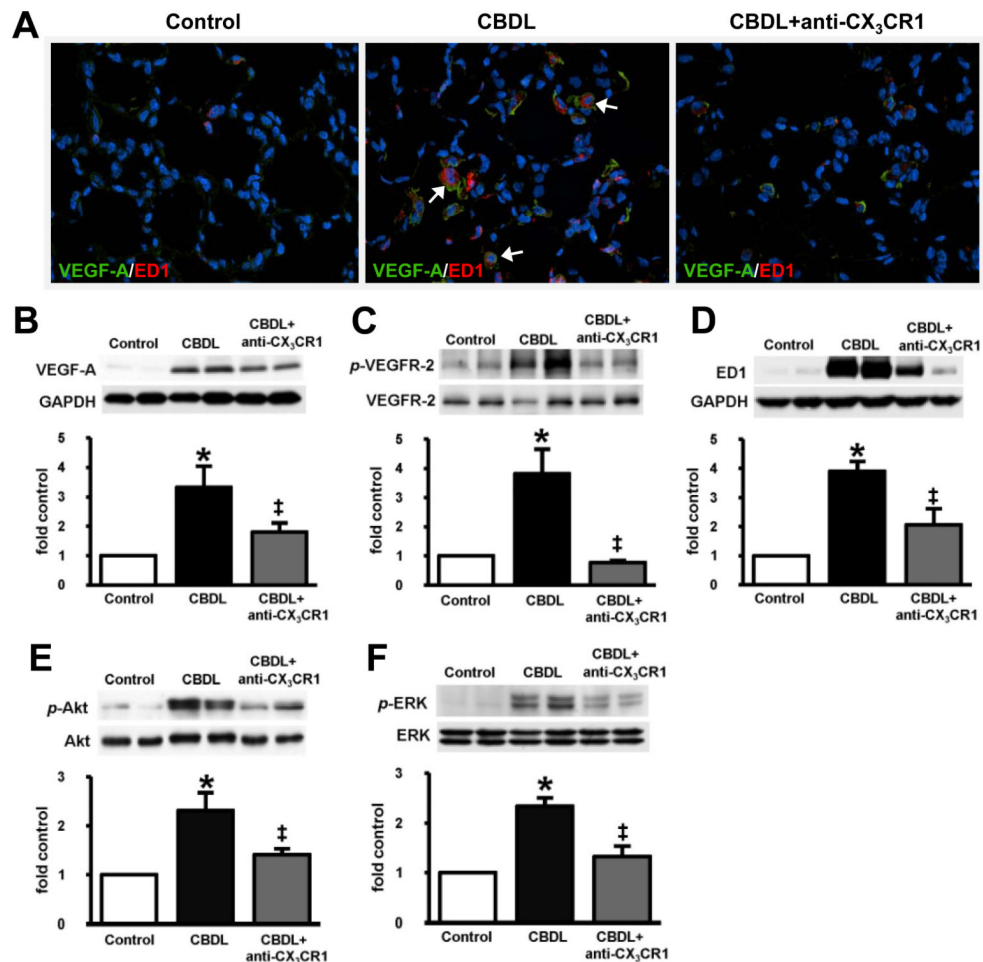 A
Control
CBDL
CBDL+anti-CX₃CR1
VEGF-A/ED1
VEGF-A/ED1
VEGF-A/ED1
B
Control
CBDL
CBDL+
anti-CX₃CR1
VEGF-A
GAPDH
fold control
5
4
3
2
1
0
*
‡
Control
CBDL
CBDL+
anti-CX₃CR1
C
Control
CBDL
CBDL+
anti-CX₃CR1
p-VEGFR-2
VEGFR-2
fold control
5
4
3
2
1
0
*
‡
Control
CBDL
CBDL+
anti-CX₃CR1
D
Control
CBDL
CBDL+
anti-CX₃CR1
ED1
GAPDH
fold control
5
4
3
2
1
0
*
‡
Control
CBDL
CBDL+
anti-CX₃CR1
E
Control
CBDL
CBDL+
anti-CX₃CR1
p-Akt
Akt
fold control
3
2
1
0
*
‡
Control
CBDL
CBDL+
anti-CX₃CR1
F
Control
CBDL
CBDL+
anti-CX₃CR1
p-ERK
ERK
fold control
3
2
1
0
*
‡
Control
CBDL
CBDL+
anti-CX₃CR1